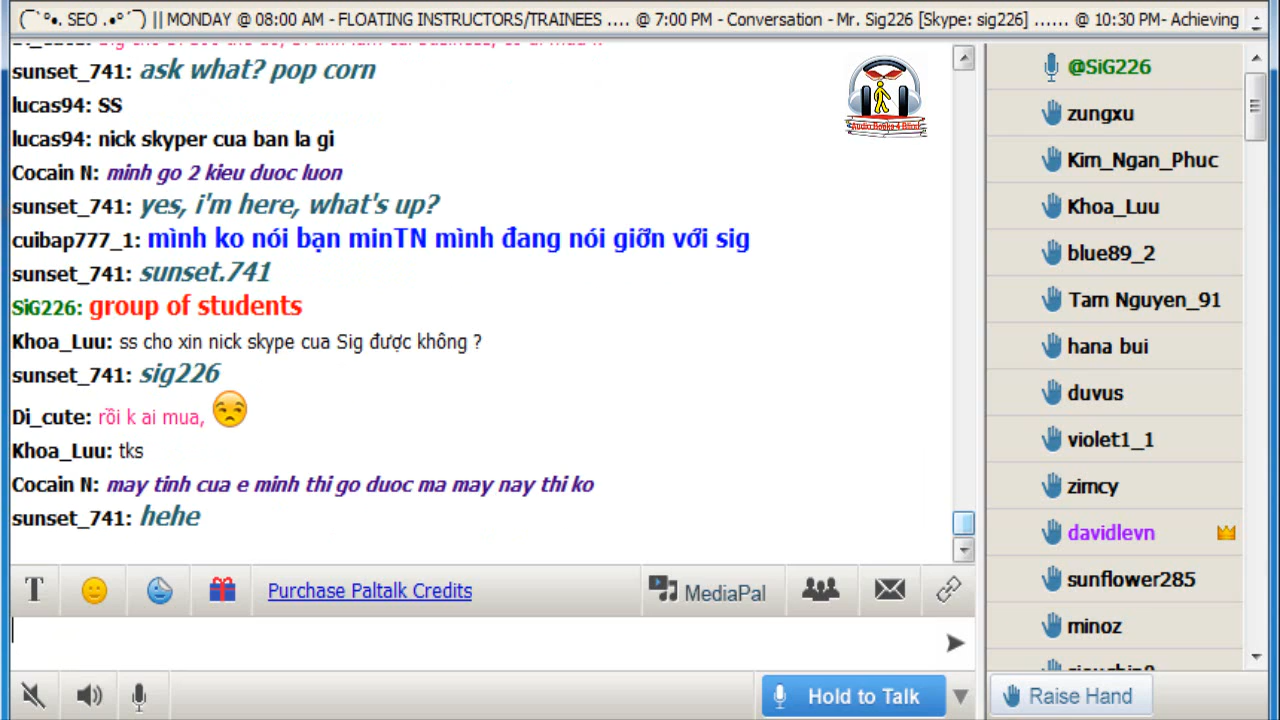 (¯`°•. SEO .•°´¯) || MONDAY @ 08:00 AM - FLOATING INSTRUCTORS/TRAINEES .... @ 7:00 PM - Conversation - Mr. Sig226 [Skype: sig226] ...... @ 10:30 PM- Achieving
sunset_741: ask what? pop corn
lucas94: SS
lucas94: nick skyper cua ban la gi
Cocain N: minh go 2 kieu duoc luon
sunset_741: yes, i'm here, what's up?
cuibap777_1: mình ko nói bạn minTN mình đang nói giỡn với sig
sunset_741: sunset.741
SiG226: group of students
Khoa_Luu: ss cho xin nick skype cua Sig được không ?
sunset_741: sig226
Di_cute: rồi k ai mua,
Khoa_Luu: tks
Cocain N: may tinh cua e minh thi go duoc ma may nay thi ko
sunset_741: hehe
Audio Books 4 Blind
Purchase Paltalk Credits
MediaPal
Hold to Talk
@SiG226
zungxu
Kim_Ngan_Phuc
Khoa_Luu
blue89_2
Tam Nguyen_91
hana bui
duvus
violet1_1
zimcy
davidlevn
sunflower285
minoz
Raise Hand